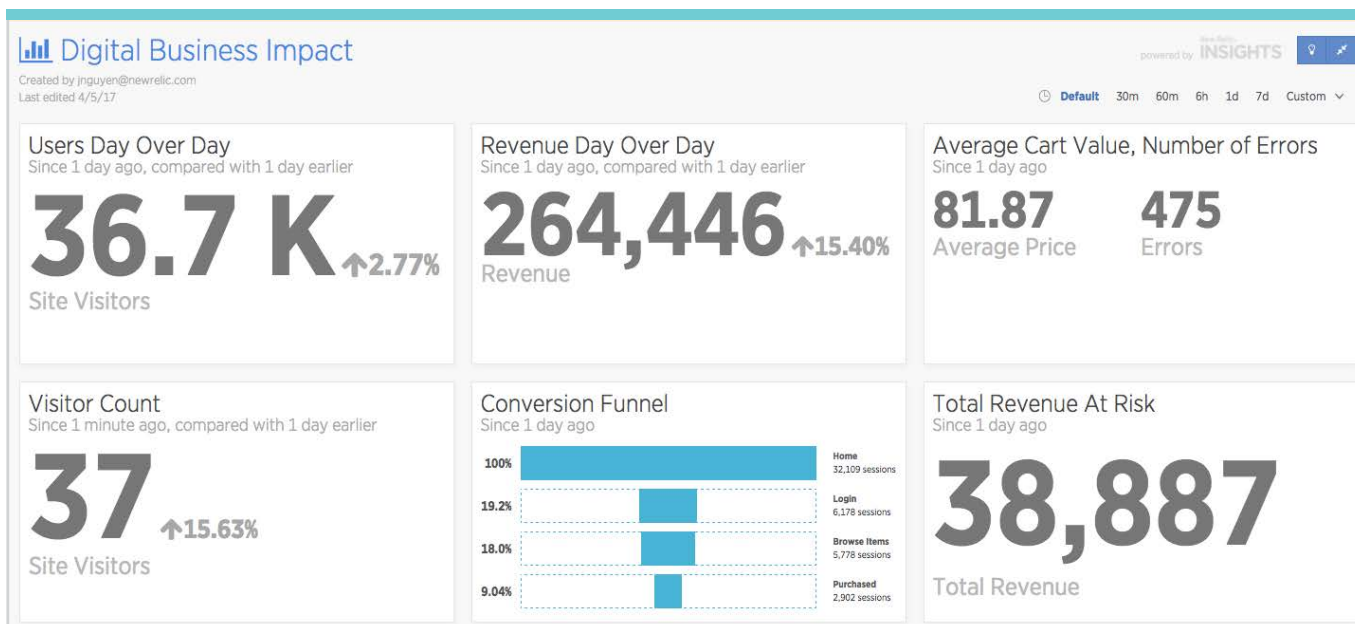 Digital Business Impact
Created by jnguyen@newrelic.com
Last edited 4/5/17
powered by New Relic INSIGHTS
Default 30m 60m 6h 1d 7d Custom
Users Day Over Day
Since 1 day ago, compared with 1 day earlier
36.7 K ↑2.77%
Site Visitors
Revenue Day Over Day
Since 1 day ago, compared with 1 day earlier
264,446 ↑15.40%
Revenue
Average Cart Value, Number of Errors
Since 1 day ago
81.87 475
Average Price Errors
Visitor Count
Since 1 minute ago, compared with 1 day earlier
37 ↑15.63%
Site Visitors
Conversion Funnel
Since 1 day ago
100% Home
32,109 sessions
19.2% Login
6,178 sessions
18.0% Browse Items
5,778 sessions
9.04% Purchased
2,902 sessions
Total Revenue At Risk
Since 1 day ago
38,887
Total Revenue